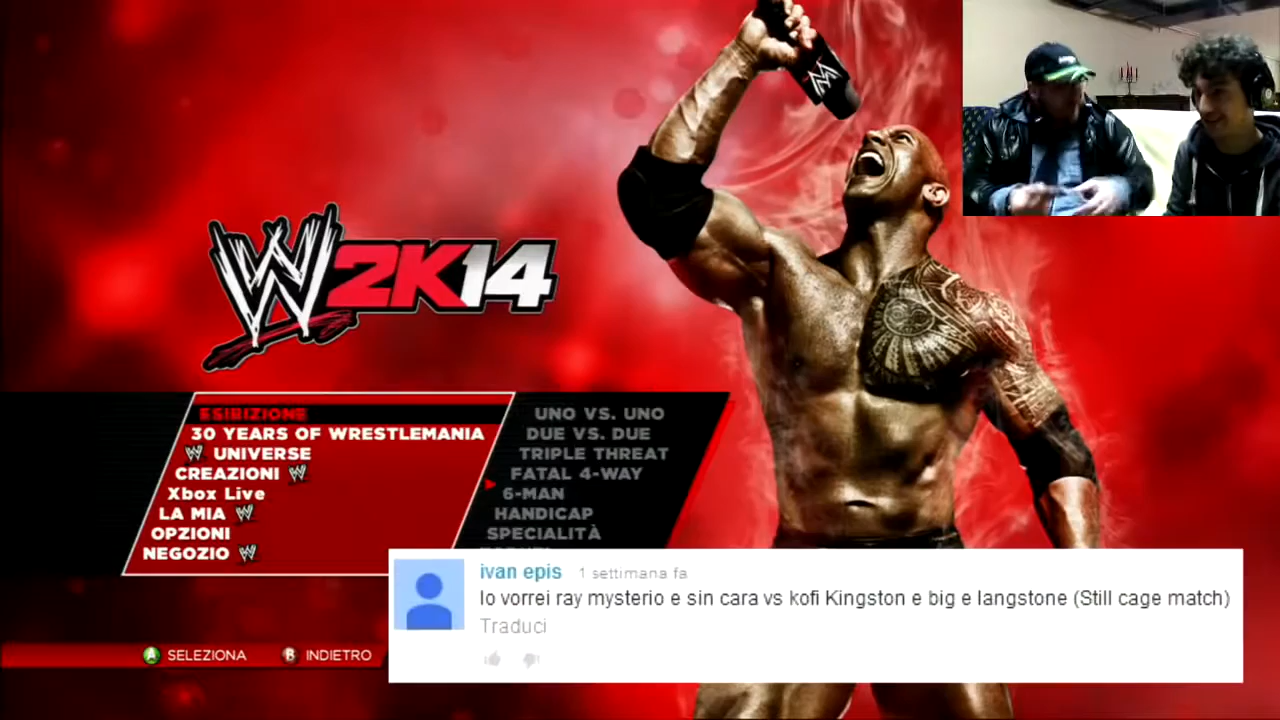 W 2K14
ESIBIZIONE
30 YEARS OF WRESTLEMANIA
W UNIVERSE
CREAZIONI W
Xbox Live
LA MIA W
OPZIONI
NEGOZIO W
UNO VS. UNO
DUE VS. DUE
TRIPLE THREAT
FATAL 4-WAY
6-MAN
HANDICAP
SPECIALITÀ
A SELEZIONA B INDIETRO
ivan epis 1 settimana fa
Io vorrei ray mysterio e sin cara vs kofi Kingston e big e langstone (Still cage match)
Traduci